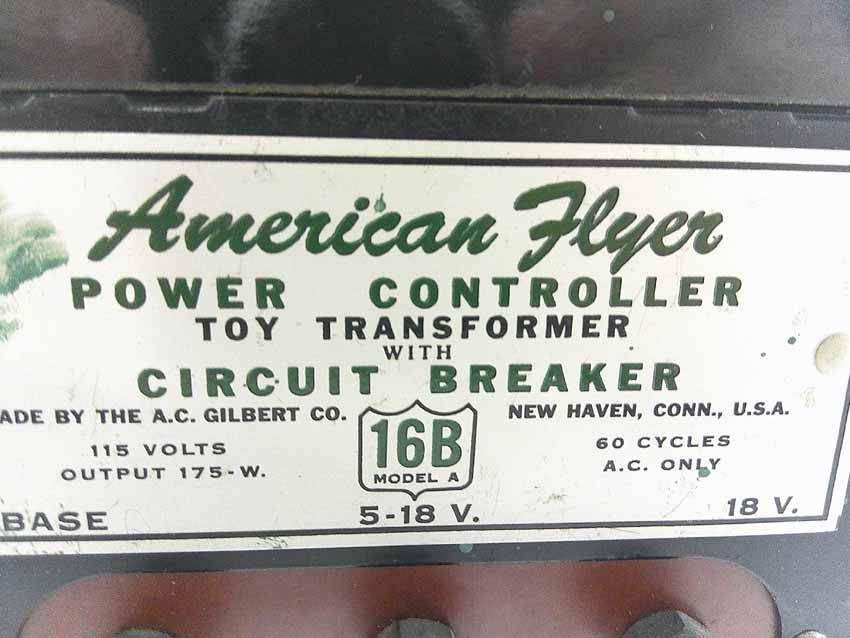 American Flyer
POWER CONTROLLER
TOY TRANSFORMER
WITH
CIRCUIT BREAKER
ADE BY THE A.C. GILBERT CO. NEW HAVEN, CONN., U.S.A.
115 VOLTS 16B 60 CYCLES
OUTPUT 175-W. MODEL A A.C. ONLY
BASE 5-18 V. 18 V.